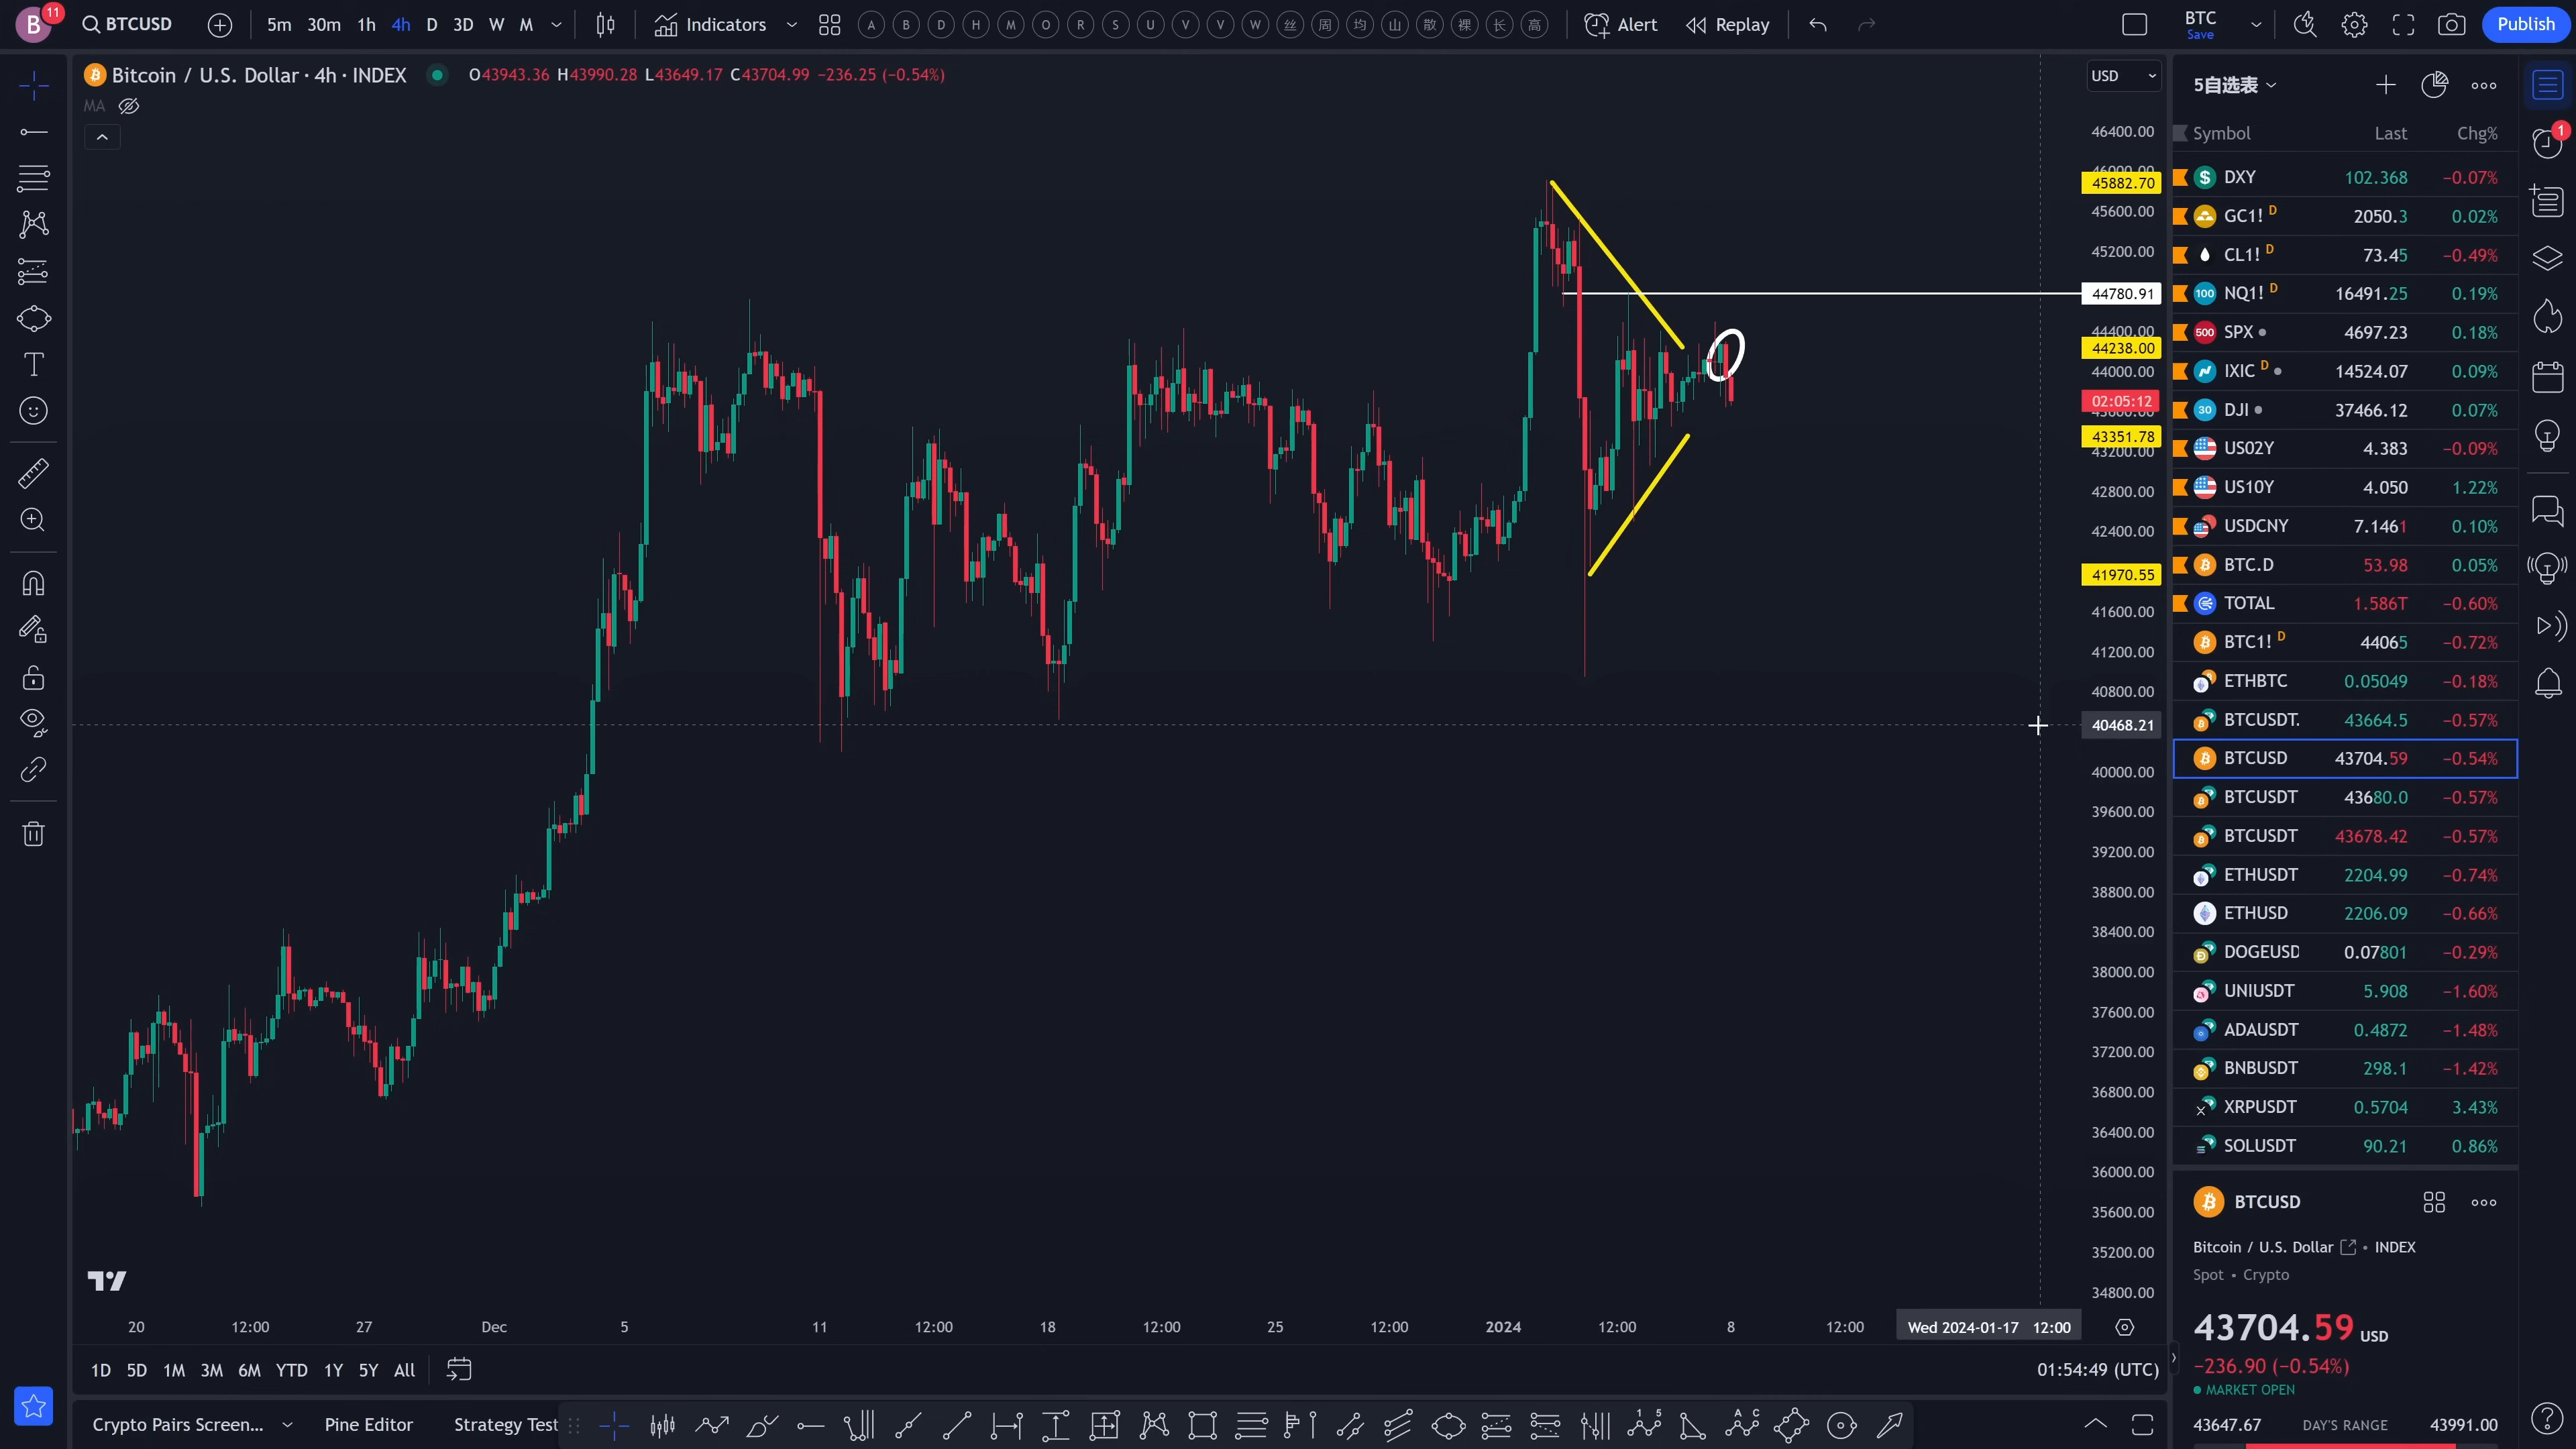 B 11 BTCUSD 5m 30m 1h 4h D 3D W M Indicators A B D H M O R S U V V W 丝 周 均 山 散 裸 长 高 Alert Replay BTC Save Publish
Bitcoin / U.S. Dollar · 4h · INDEX O43943.36 H43990.28 L43649.17 C43704.99 −236.25 (−0.54%)
MA
USD
46400.00
45882.70
45600.00
45200.00
44780.91
44400.00
44238.00
44000.00
02:05:12
43351.78
43200.00
42800.00
42400.00
41970.55
41600.00
41200.00
40800.00
40468.21
40000.00
39600.00
39200.00
38800.00
38400.00
38000.00
37600.00
37200.00
36800.00
36400.00
36000.00
35600.00
35200.00
34800.00
20 12:00 27 Dec 5 11 12:00 18 12:00 25 12:00 2024 12:00 8 12:00 Wed 2024-01-17 12:00
1D 5D 1M 3M 6M YTD 1Y 5Y All 01:54:49 (UTC)
Crypto Pairs Screen... Pine Editor Strategy Test
5自选表
Symbol Last Chg%
DXY 102.368 −0.07%
GC1! D 2050.3 0.02%
CL1! D 73.45 −0.49%
100 NQ1! D 16491.25 0.19%
500 SPX 4697.23 0.18%
IXIC D 14524.07 0.09%
30 DJI 37466.12 0.07%
US02Y 4.383 −0.09%
US10Y 4.050 1.22%
USDCNY 7.1461 0.10%
BTC.D 53.98 0.05%
TOTAL 1.586T −0.60%
BTC1! D 44065 −0.72%
ETHBTC 0.05049 −0.18%
BTCUSDT. 43664.5 −0.57%
BTCUSD 43704.59 −0.54%
BTCUSDT 43680.0 −0.57%
BTCUSDT 43678.42 −0.57%
ETHUSDT 2204.99 −0.74%
ETHUSD 2206.09 −0.66%
DOGEUSD 0.07801 −0.29%
UNIUSDT 5.908 −1.60%
ADAUSDT 0.4872 −1.48%
BNBUSDT 298.1 −1.42%
XRPUSDT 0.5704 3.43%
SOLUSDT 90.21 0.86%
BTCUSD
Bitcoin / U.S. Dollar • INDEX
Spot • Crypto
43704.59 USD
−236.90 (−0.54%)
MARKET OPEN
43647.67 DAY'S RANGE 43991.00
1